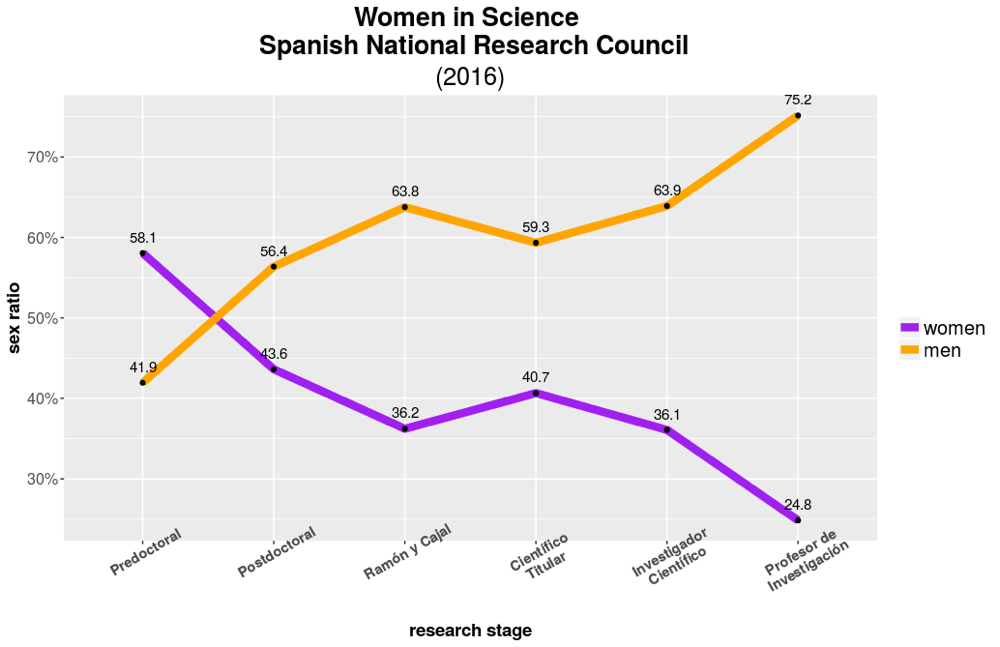 Women in Science
Spanish National Research Council
(2016)
sex ratio
70%
60%
50%
40%
30%
58.1
41.9
56.4
43.6
63.8
36.2
59.3
40.7
63.9
36.1
75.2
24.8
Predoctoral
Postdoctoral
Ramón y Cajal
Científico
Titular
Investigador
Científico
Profesor de
Investigación
research stage
women
men